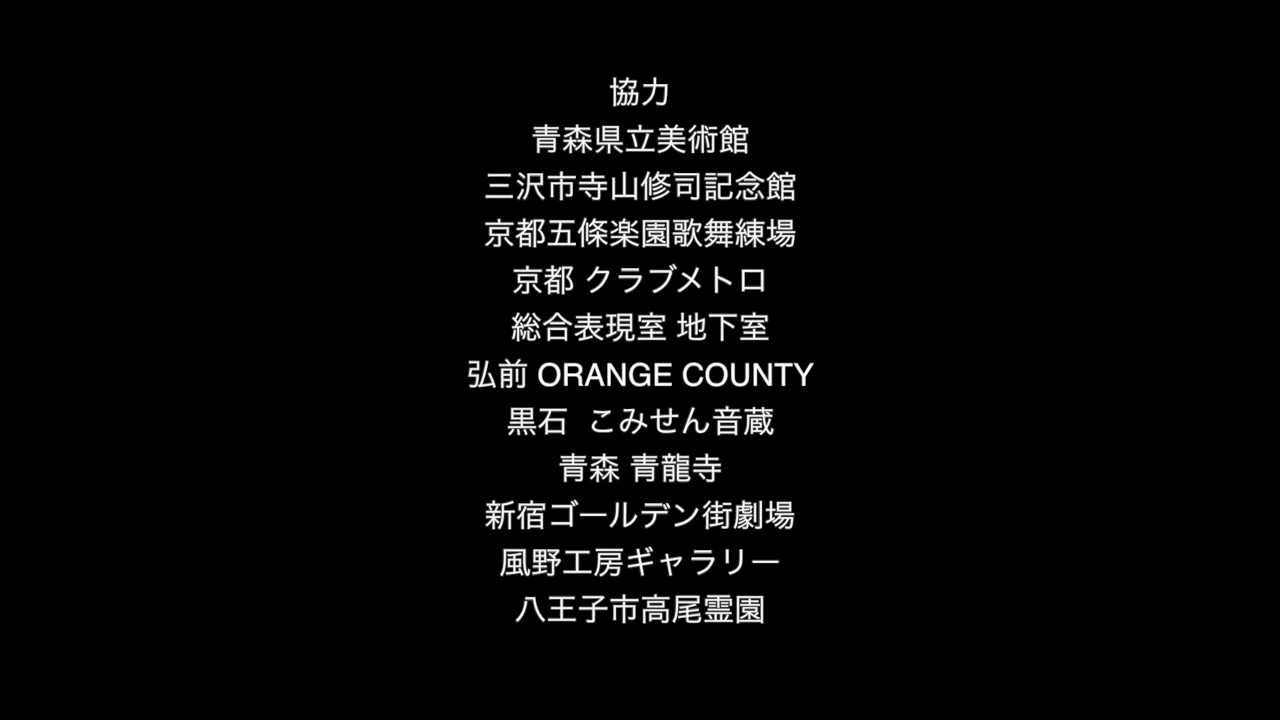 協力
青森県立美術館
三沢市寺山修司記念館
京都五條楽園歌舞練場
京都 クラブメトロ
総合表現室 地下室
弘前 ORANGE COUNTY
黒石 こみせん音蔵
青森 青龍寺
新宿ゴールデン街劇場
風野工房ギャラリー
八王子市高尾霊園